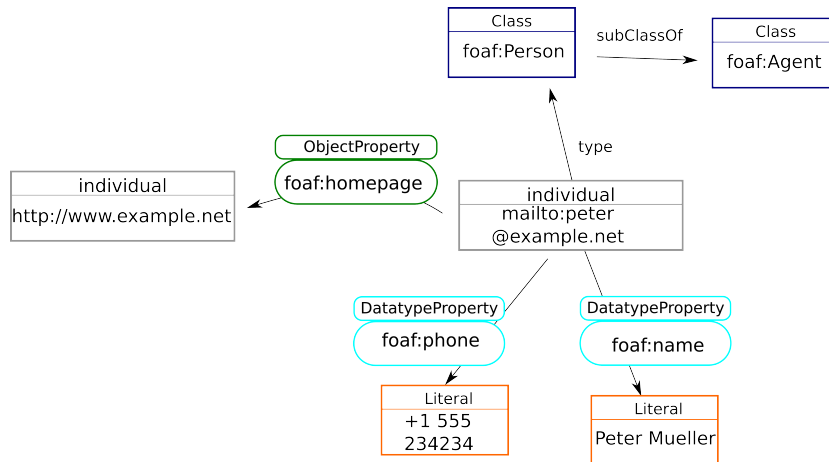 Class
foaf:Person
subClassOf
Class
foaf:Agent
type
ObjectProperty
foaf:homepage
individual
http://www.example.net
individual
mailto:peter
@example.net
DatatypeProperty
foaf:phone
DatatypeProperty
foaf:name
Literal
+1 555
234234
Literal
Peter Mueller